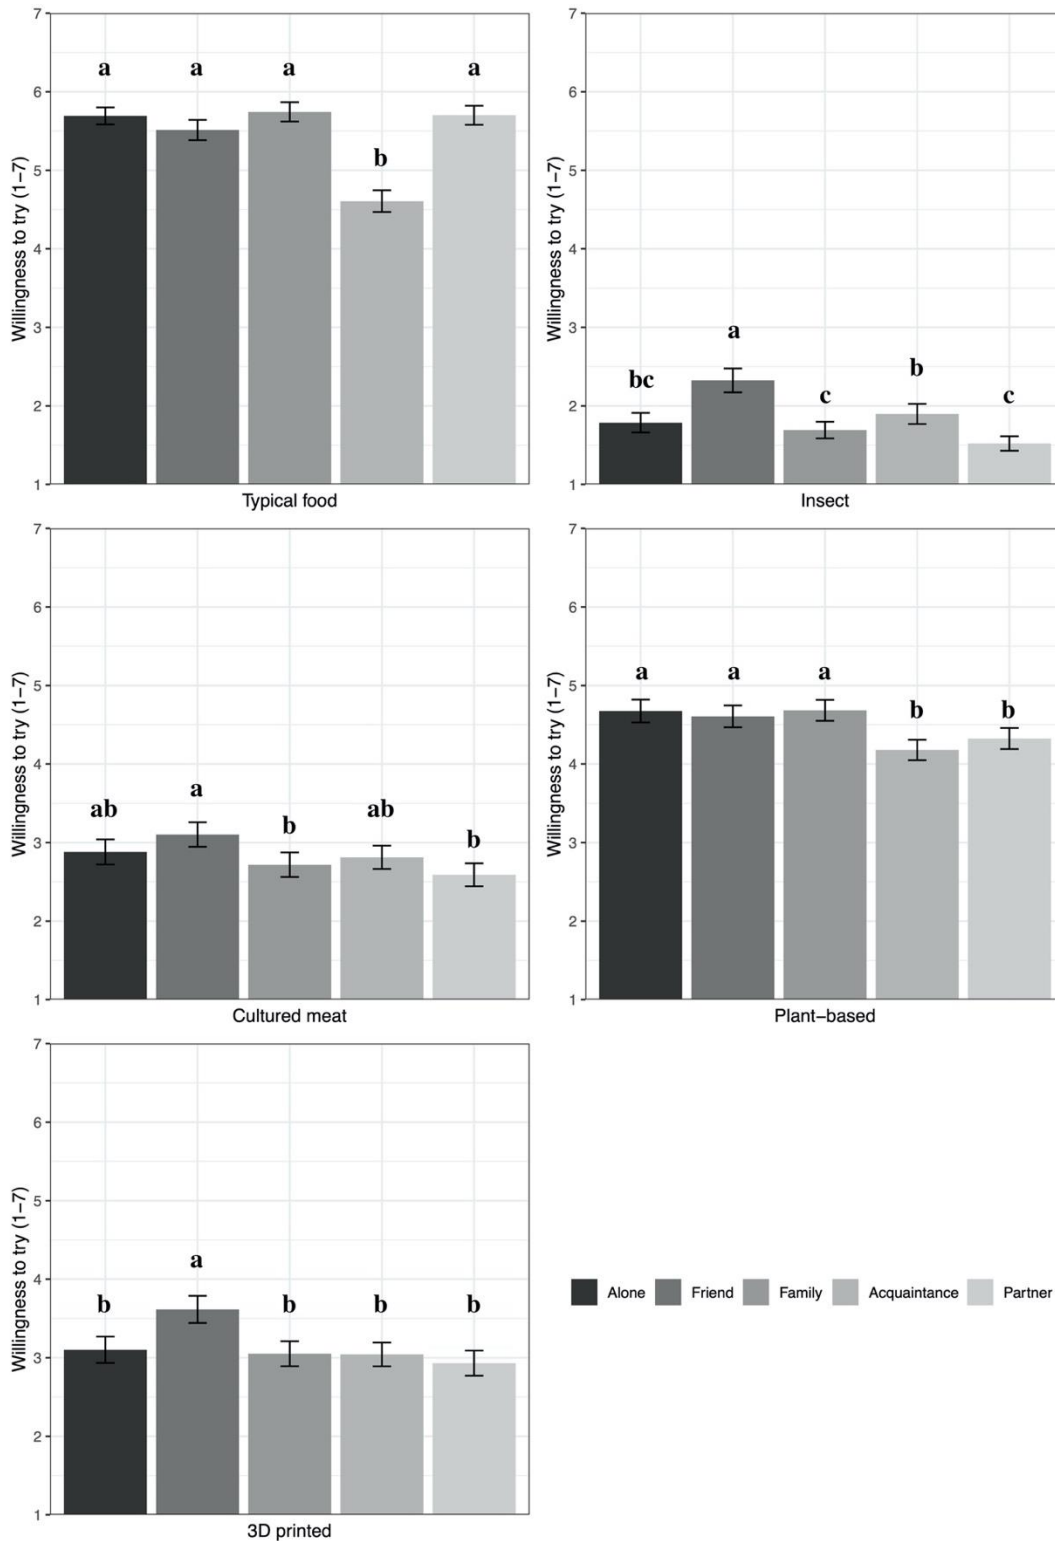 Willingness to try (1−7)
7
6
5
4
3
2
1
a
a
a
b
a
Typical food
Willingness to try (1−7)
7
6
5
4
3
2
1
bc
a
c
b
c
Insect
Willingness to try (1−7)
7
6
5
4
3
2
1
ab
a
b
ab
b
Cultured meat
Willingness to try (1−7)
7
6
5
4
3
2
1
a
a
a
b
b
Plant−based
Willingness to try (1−7)
7
6
5
4
3
2
1
b
a
b
b
b
3D printed
Alone Friend Family Acquaintance Partner